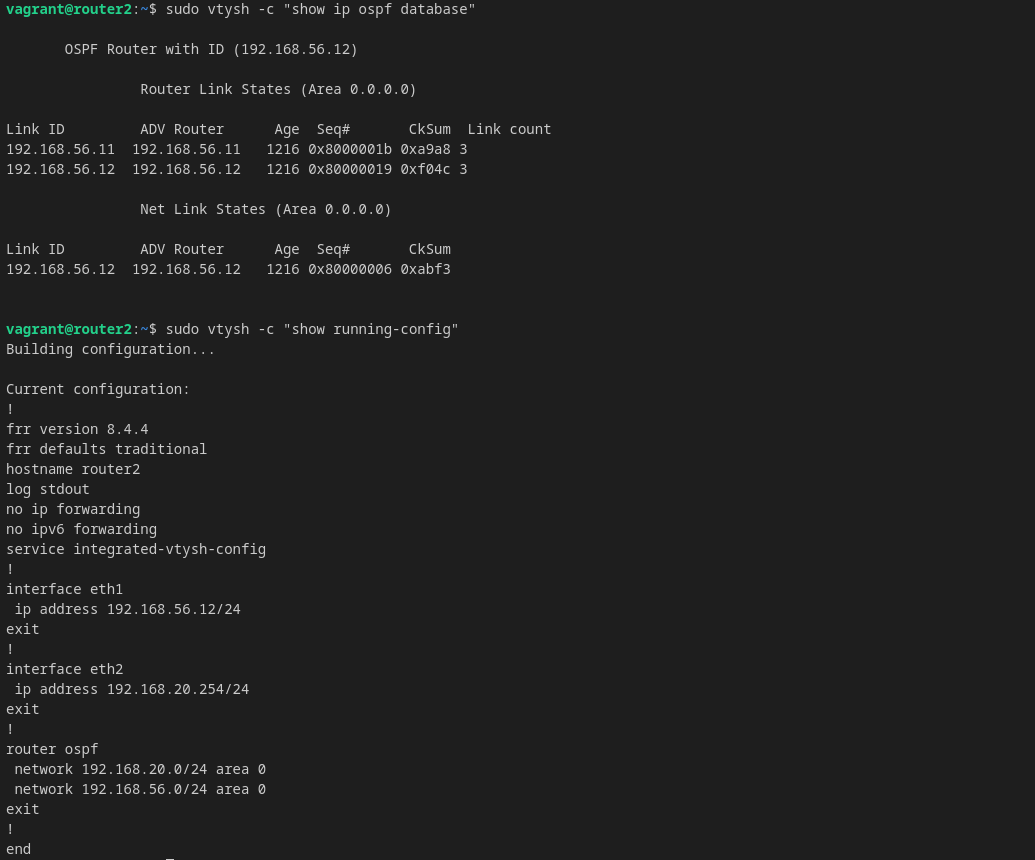 vagrant@router2:~$ sudo vtysh -c "show ip ospf database"
OSPF Router with ID (192.168.56.12)
Router Link States (Area 0.0.0.0)
Link ID         ADV Router      Age  Seq#       CkSum  Link count
192.168.56.11  192.168.56.11   1216 0x8000001b 0xa9a8 3
192.168.56.12  192.168.56.12   1216 0x80000019 0xf04c 3
Net Link States (Area 0.0.0.0)
Link ID         ADV Router      Age  Seq#       CkSum
192.168.56.12  192.168.56.12   1216 0x80000006 0xabf3
vagrant@router2:~$ sudo vtysh -c "show running-config"
Building configuration...
Current configuration:
!
frr version 8.4.4
frr defaults traditional
hostname router2
log stdout
no ip forwarding
no ipv6 forwarding
service integrated-vtysh-config
!
interface eth1
 ip address 192.168.56.12/24
exit
!
interface eth2
 ip address 192.168.20.254/24
exit
!
router ospf
 network 192.168.20.0/24 area 0
 network 192.168.56.0/24 area 0
exit
!
end